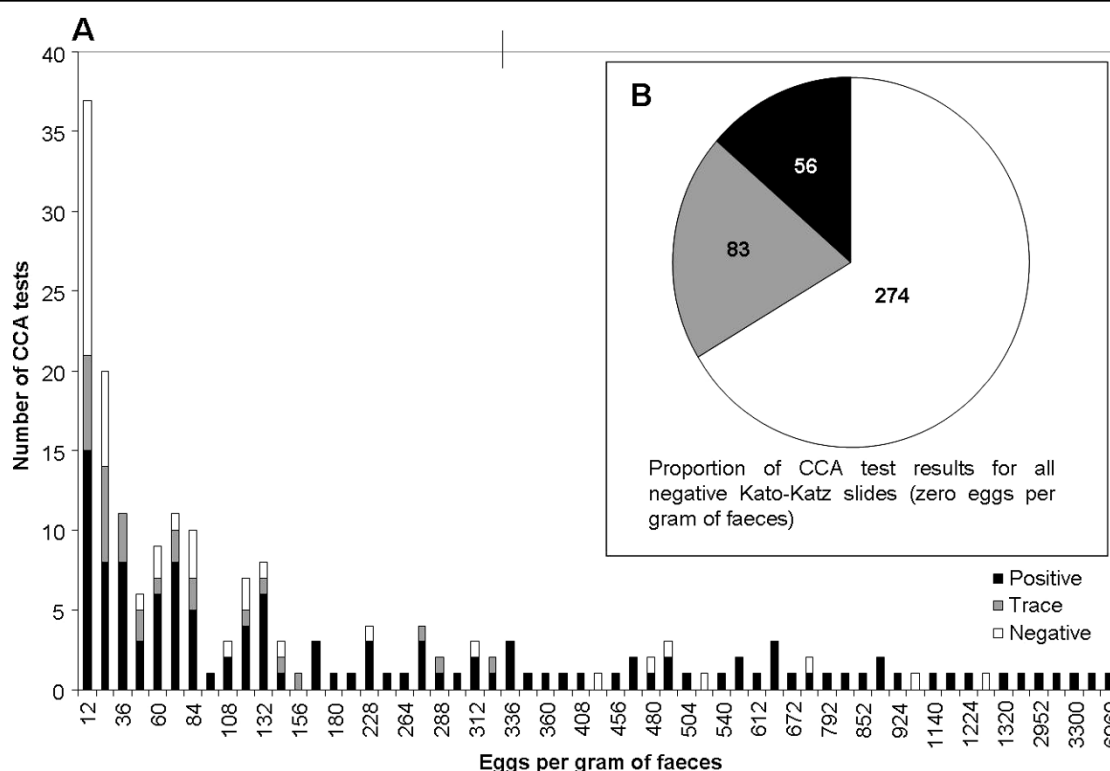 A
40
35
30
25
20
15
10
5
0
Number of CCA tests
B
56
83
274
Proportion of CCA test results for all
negative Kato-Katz slides (zero eggs per
gram of faeces)
Positive
Trace
Negative
12 36 60 84 108 132 156 180 228 264 288 312 336 360 408 456 480 504 540 612 672 792 852 924 1140 1224 1320 2952 3300
Eggs per gram of faeces